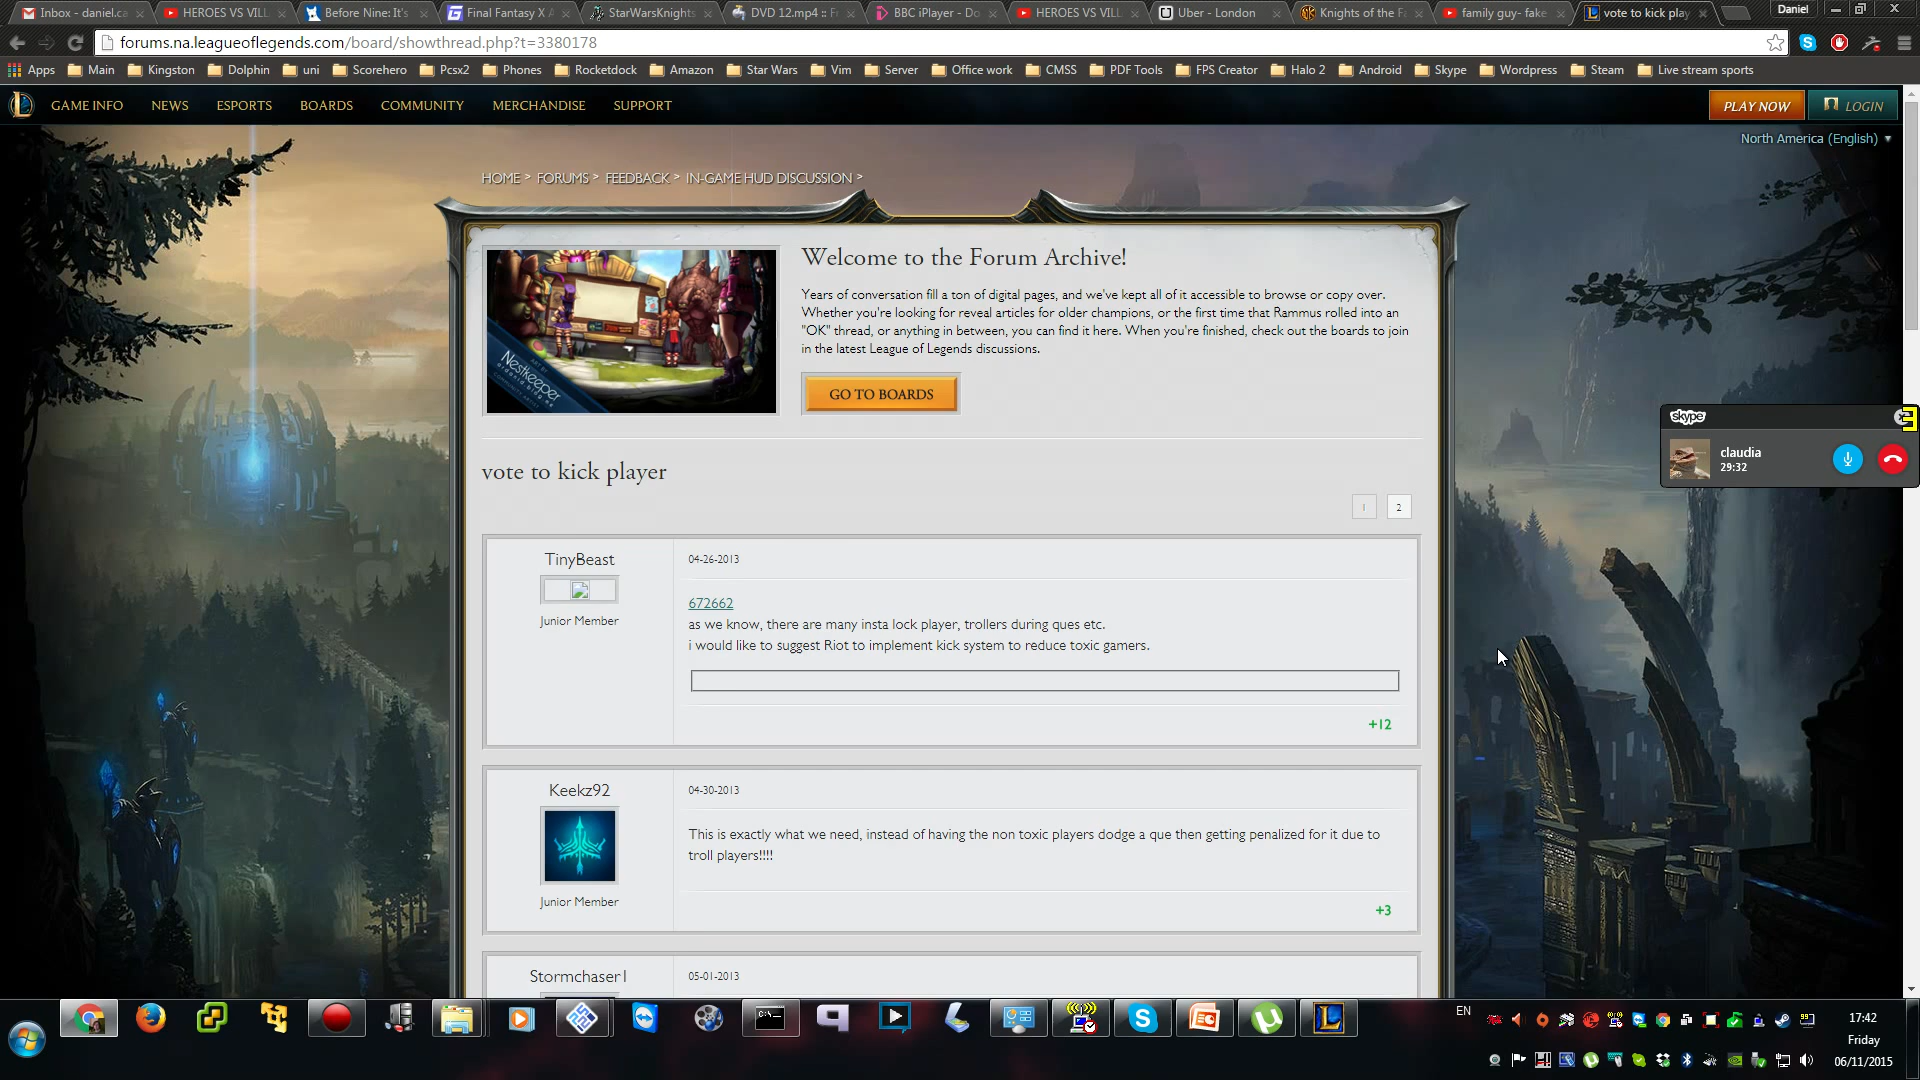 Inbox - daniel.ca
HEROES VS VILL
Before Nine: It's
Final Fantasy X A
StarWarsKnights
DVD 12.mp4 :: F
BBC iPlayer - Do
HEROES VS VILL
Uber - London
Knights of the Fa
family guy- fake
vote to kick play
Daniel
forums.na.leagueoflegends.com/board/showthread.php?t=3380178
Apps
Main
Kingston
Dolphin
uni
Scorehero
Pcsx2
Phones
Rocketdock
Amazon
Star Wars
Vim
Server
Office work
CMSS
PDF Tools
FPS Creator
Halo 2
Android
Skype
Wordpress
Steam
Live stream sports
GAME INFO
NEWS
ESPORTS
BOARDS
COMMUNITY
MERCHANDISE
SUPPORT
PLAY NOW
LOGIN
North America (English)
HOME > FORUMS > FEEDBACK > IN-GAME HUD DISCUSSION >
Welcome to the Forum Archive!
Years of conversation fill a ton of digital pages, and we've kept all of it accessible to browse or copy over.
Whether you're looking for reveal articles for older champions, or the first time that Rammus rolled into an
"OK" thread, or anything in between, you can find it here. When you're finished, check out the boards to join
in the latest League of Legends discussions.
ART BY
Nestkeeper
GO TO BOARDS
skype
claudia
29:32
vote to kick player
1
2
TinyBeast
Junior Member
04-26-2013
672662
as we know, there are many insta lock player, trollers during ques etc.
i would like to suggest Riot to implement kick system to reduce toxic gamers.
+12
Keekz92
Junior Member
04-30-2013
This is exactly what we need, instead of having the non toxic players dodge a que then getting penalized for it due to
troll players!!!!
+3
Stormchaser1
05-01-2013
EN
17:42
Friday
06/11/2015